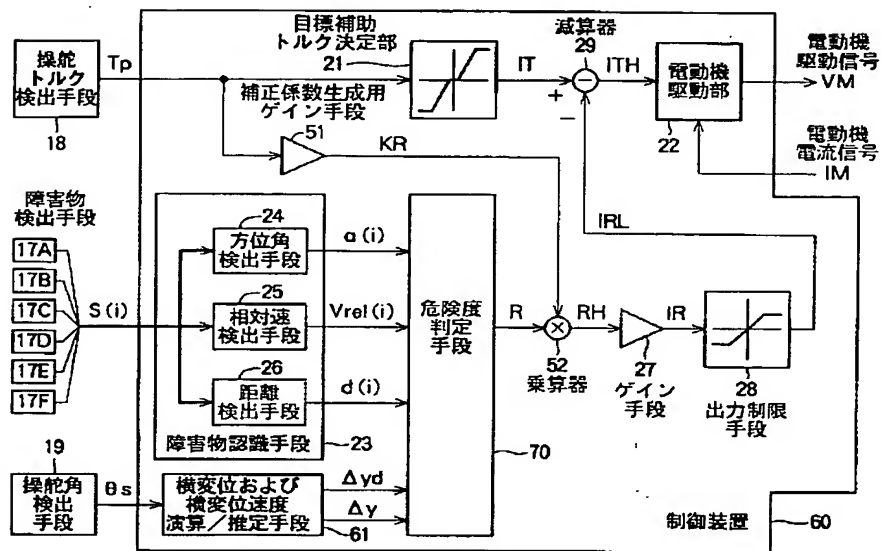 操舵
トルク
検出手段
18
Tp
目標補助
トルク決定部
21
IT
減算器
29
ITH
+
−
−
電動機
駆動部
22
電動機
駆動信号
VM
電動機
電流信号
IM
補正係数生成用
ゲイン手段
51
KR
障害物
検出手段
17A
17B
17C
17D
17E
17F
S(i)
24
方位角
検出手段
a(i)
25
相対速
検出手段
Vrel(i)
26
距離
検出手段
d(i)
障害物認識手段
23
危険度
判定
手段
70
R
×
52
乗算器
RH
27
ゲイン
手段
IR
IRL
28
出力制限
手段
19
操舵角
検出
手段
θs
横変位および
横変位速度
演算/推定手段
61
Δyd
Δy
制御装置
60